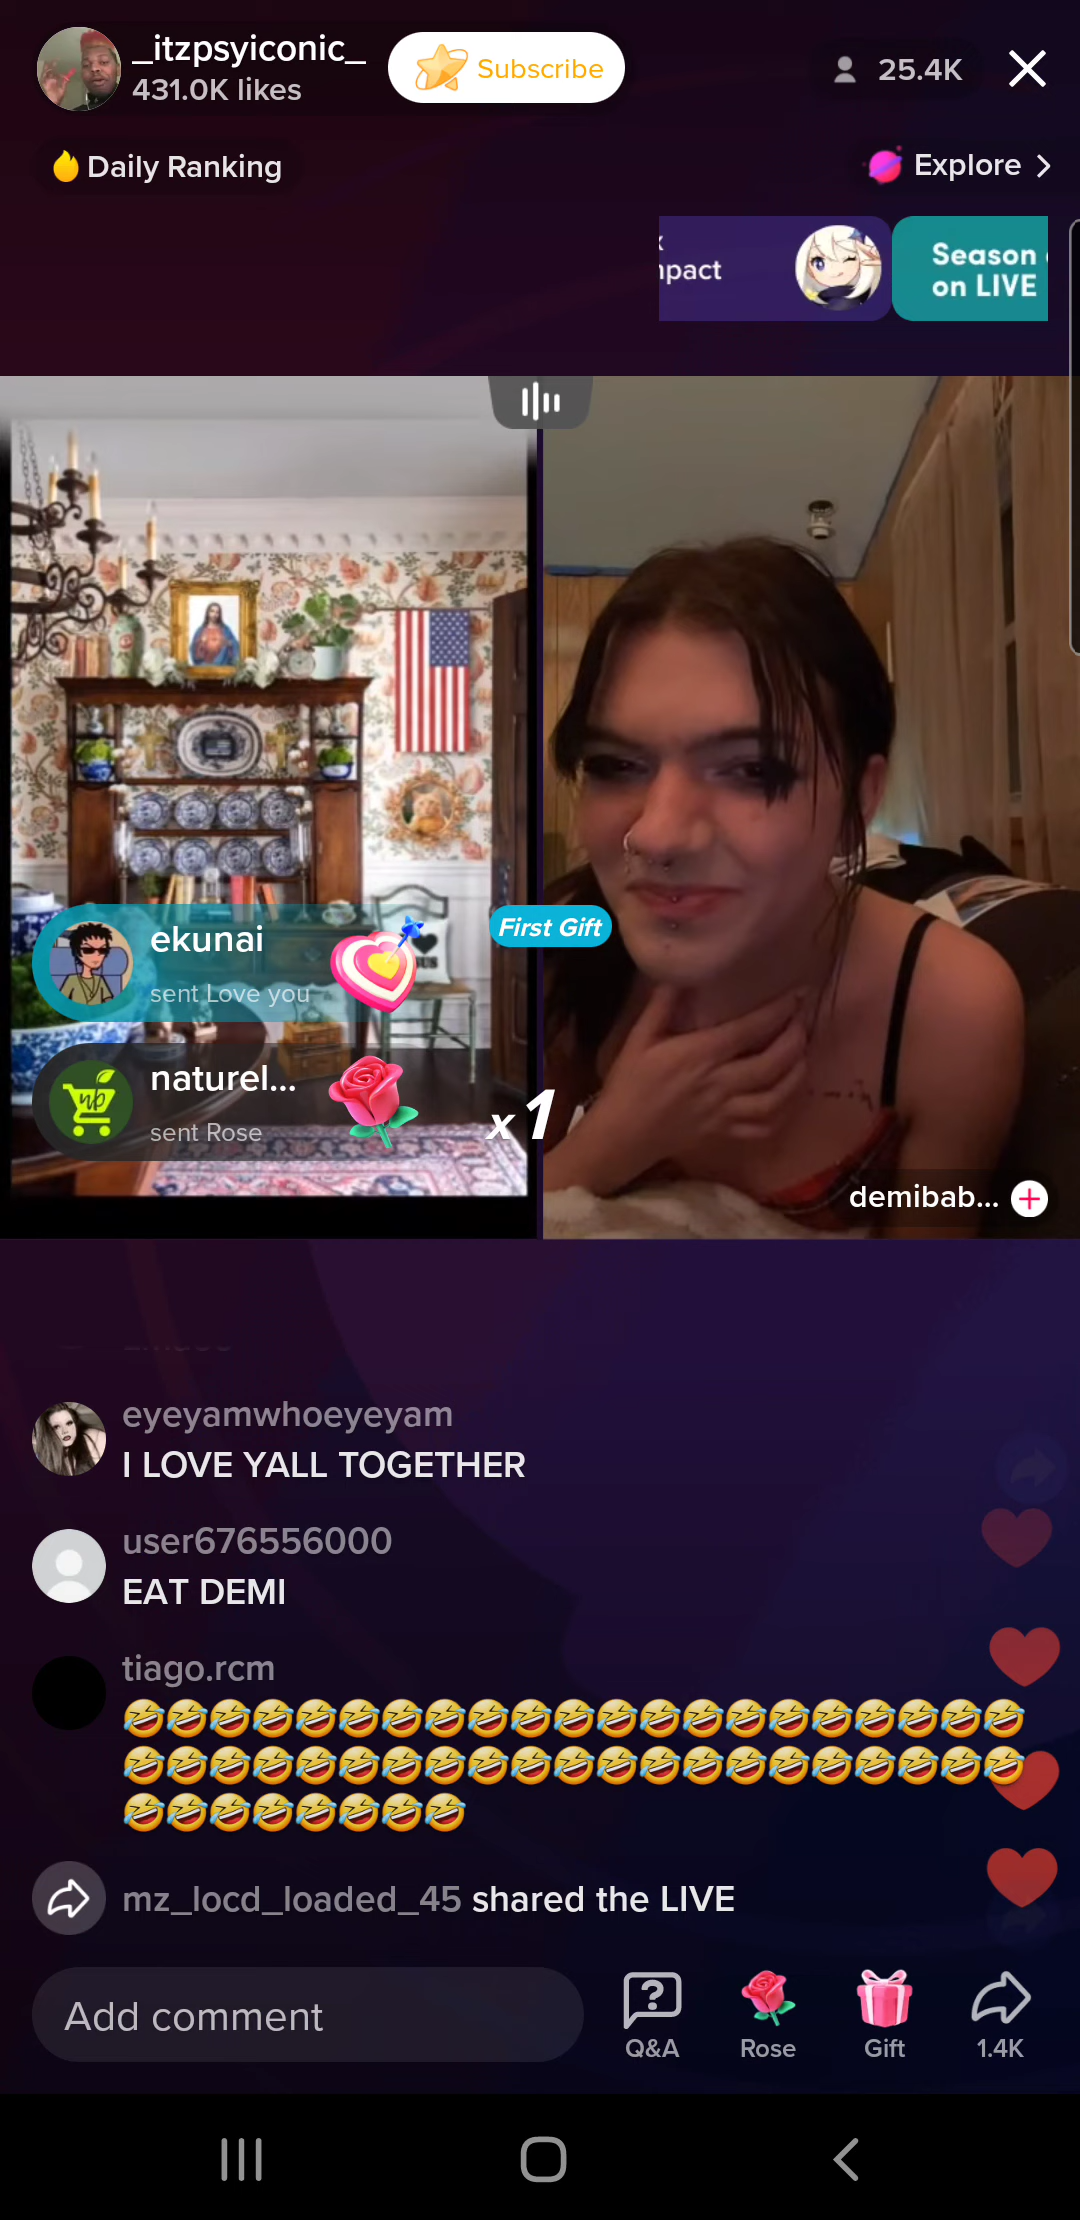 _itzpsyiconic_
431.0K likes
Subscribe
25.4K
Daily Ranking
Explore
Season
on LIVE
ekunai
sent Love you
First Gift
naturel...
sent Rose
x1
demibab...
eyeyamwhoeyeyam
I LOVE YALL TOGETHER
user676556000
EAT DEMI
tiago.rcm
🤣🤣🤣🤣🤣🤣🤣🤣🤣🤣🤣🤣🤣🤣🤣🤣🤣🤣🤣🤣🤣
🤣🤣🤣🤣🤣🤣🤣🤣🤣🤣🤣🤣🤣🤣🤣🤣🤣🤣🤣🤣🤣
🤣🤣🤣🤣🤣🤣🤣🤣
mz_locd_loaded_45 shared the LIVE
Add comment
Q&A
Rose
Gift
1.4K